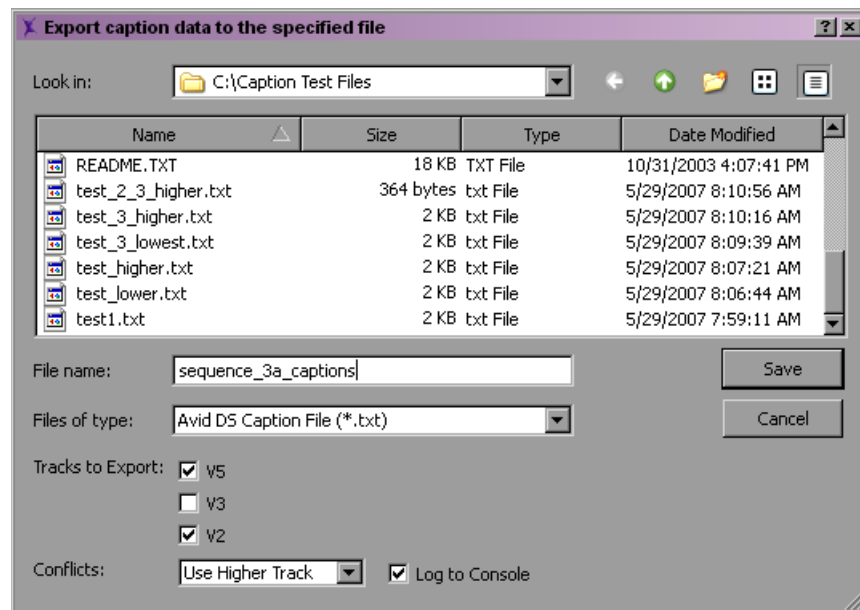 Export caption data to the specified file
Look in: C:\Caption Test Files
Name Size Type Date Modified
README.TXT 18 KB TXT File 10/31/2003 4:07:41 PM
test_2_3_higher.txt 364 bytes txt File 5/29/2007 8:10:56 AM
test_3_higher.txt 2 KB txt File 5/29/2007 8:10:16 AM
test_3_lowest.txt 2 KB txt File 5/29/2007 8:09:39 AM
test_higher.txt 2 KB txt File 5/29/2007 8:07:21 AM
test_lower.txt 2 KB txt File 5/29/2007 8:06:44 AM
test1.txt 2 KB txt File 5/29/2007 7:59:11 AM
File name: sequence_3a_captions Save
Files of type: Avid DS Caption File (*.txt) Cancel
Tracks to Export: V5
V3
V2
Conflicts: Use Higher Track Log to Console